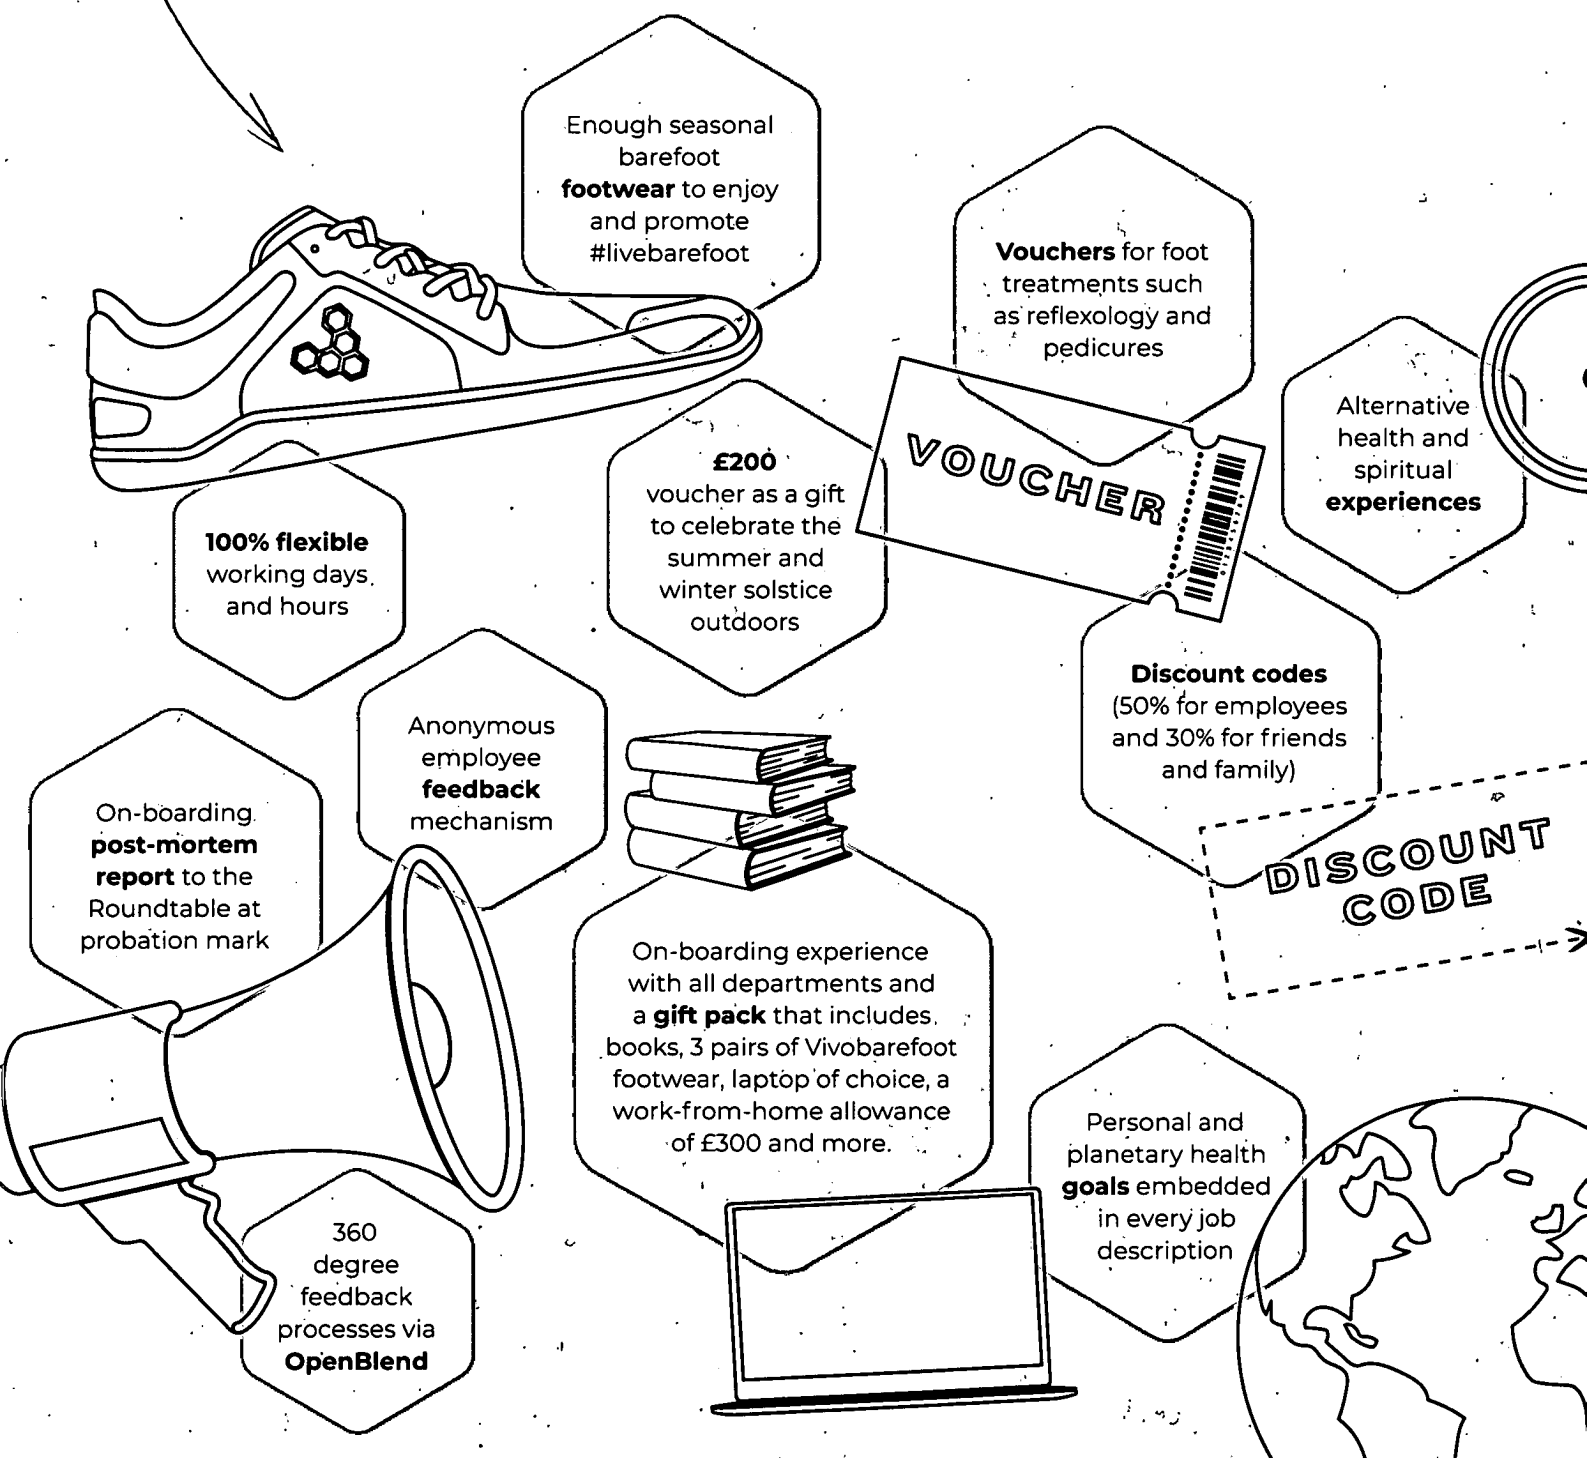 Enough seasonal
barefoot
footwear to enjoy
and promote
#livebarefoot
Vouchers for foot
treatments such
as reflexology and
pedicures
Alternative
health and
spiritual
experiences
VOUCHER
£200
voucher as a gift
to celebrate the
summer and
winter solstice
outdoors
100% flexible
working days
and hours
Discount codes
(50% for employees
and 30% for friends
and family)
DISCOUNT
CODE
Anonymous
employee
feedback
mechanism
On-boarding
post-mortem
report to the
Roundtable at
probation mark
On-boarding experience
with all departments and
a gift pack that includes
books, 3 pairs of Vivobarefoot
footwear, laptop of choice, a
work-from-home allowance
of £300 and more.
Personal and
planetary health
goals embedded
in every job
description
360
degree
feedback
processes via
OpenBlend